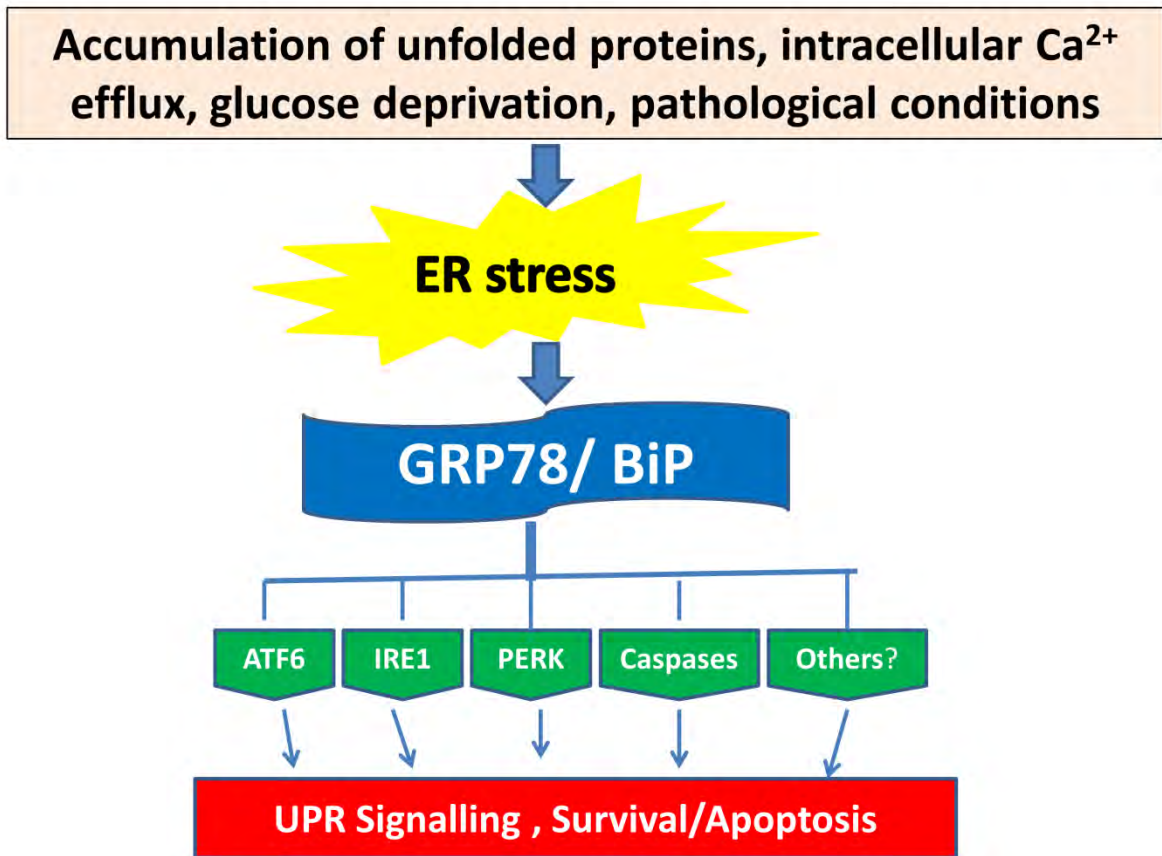 Accumulation of unfolded proteins, intracellular Ca²⁺
efflux, glucose deprivation, pathological conditions
ER stress
GRP78/ BiP
ATF6 IRE1 PERK Caspases Others?
UPR Signalling , Survival/Apoptosis